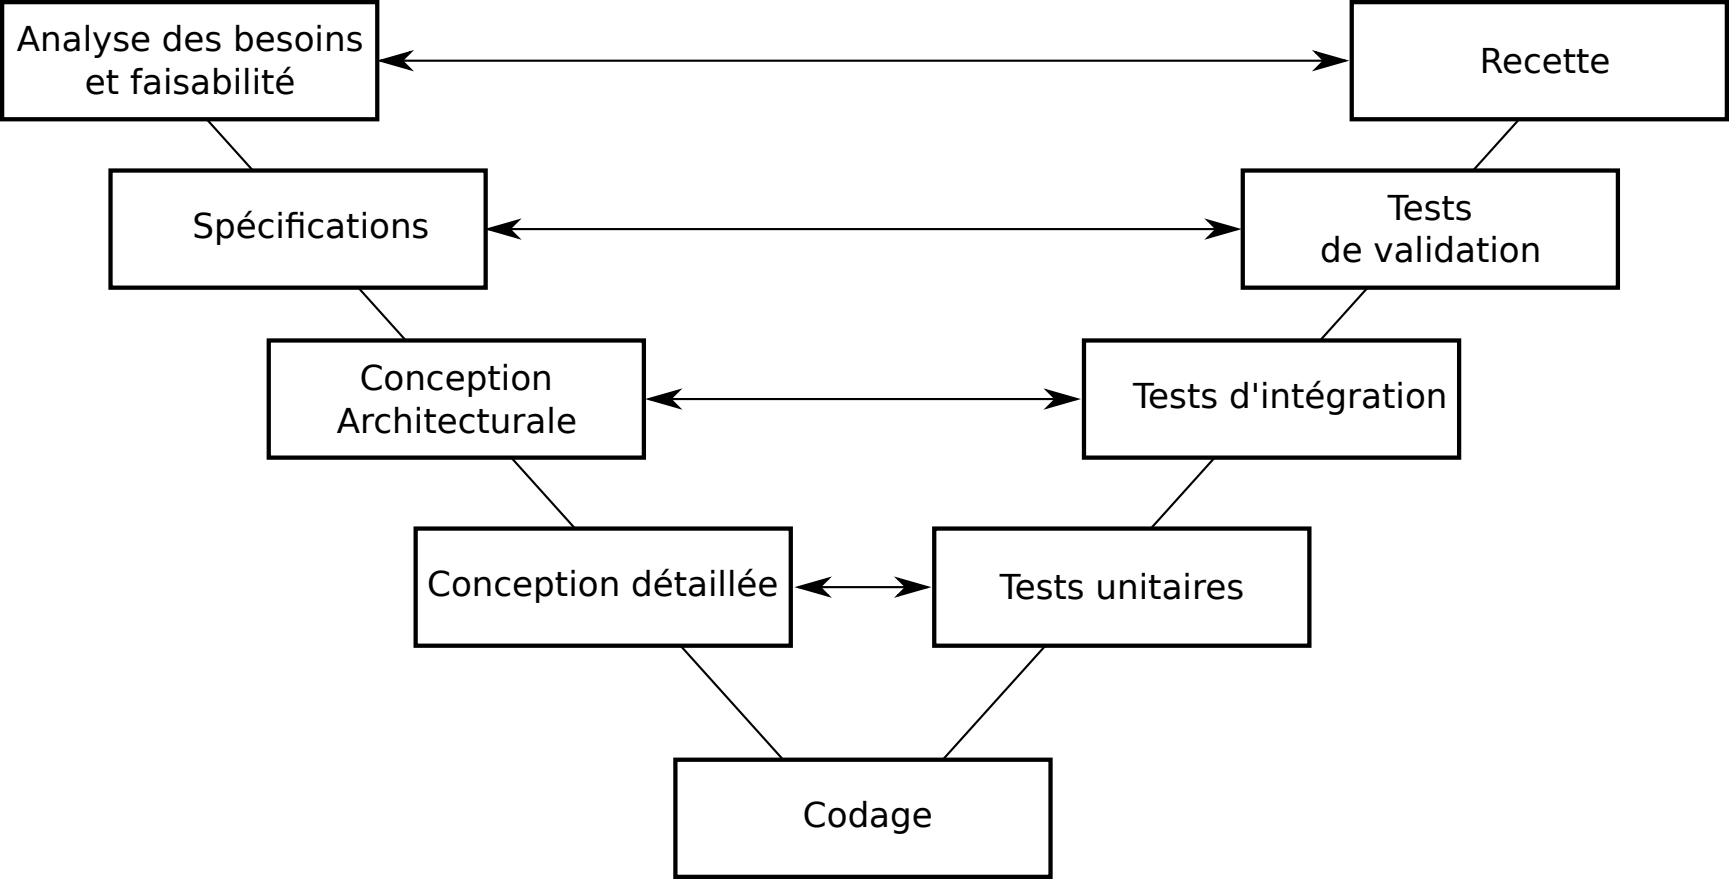 Analyse des besoins
et faisabilité
Recette
Spécifications
Tests
de validation
Conception
Architecturale
Tests d'intégration
Conception détaillée
Tests unitaires
Codage